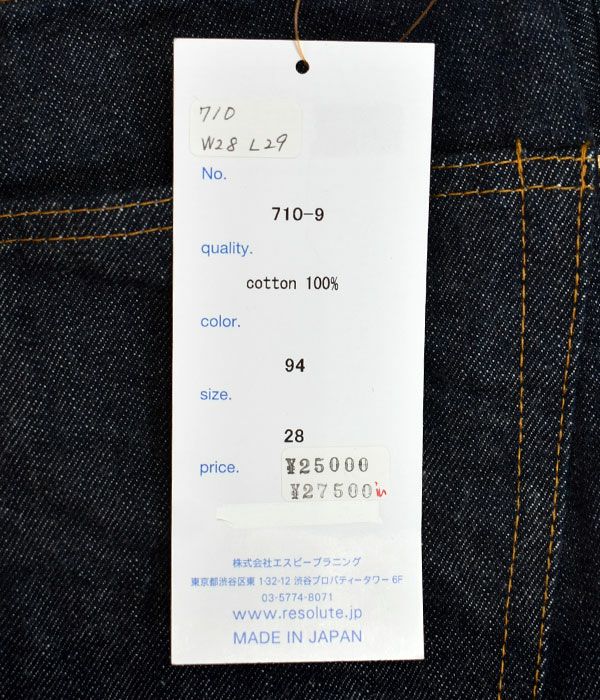 710
W28 L29
No.
710-9
quality.
cotton 100%
color.
94
size.
28
price.
¥25000
¥27500
株式会社エスピープラニング
東京都渋谷区東 1-32-12 渋谷プロパティータワー 6F
03-5774-8071
www.resolute.jp
MADE IN JAPAN